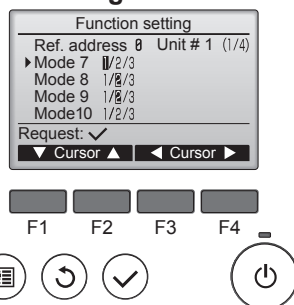 Function setting
Ref. address 0 Unit # 1 (1/4)
Mode 7 1/2/3
Mode 8 1/2/3
Mode 9 1/2/3
Mode10 1/2/3
Request: ✓
▼ Cursor ▲ ◀ Cursor ▶
F1 F2 F3 F4